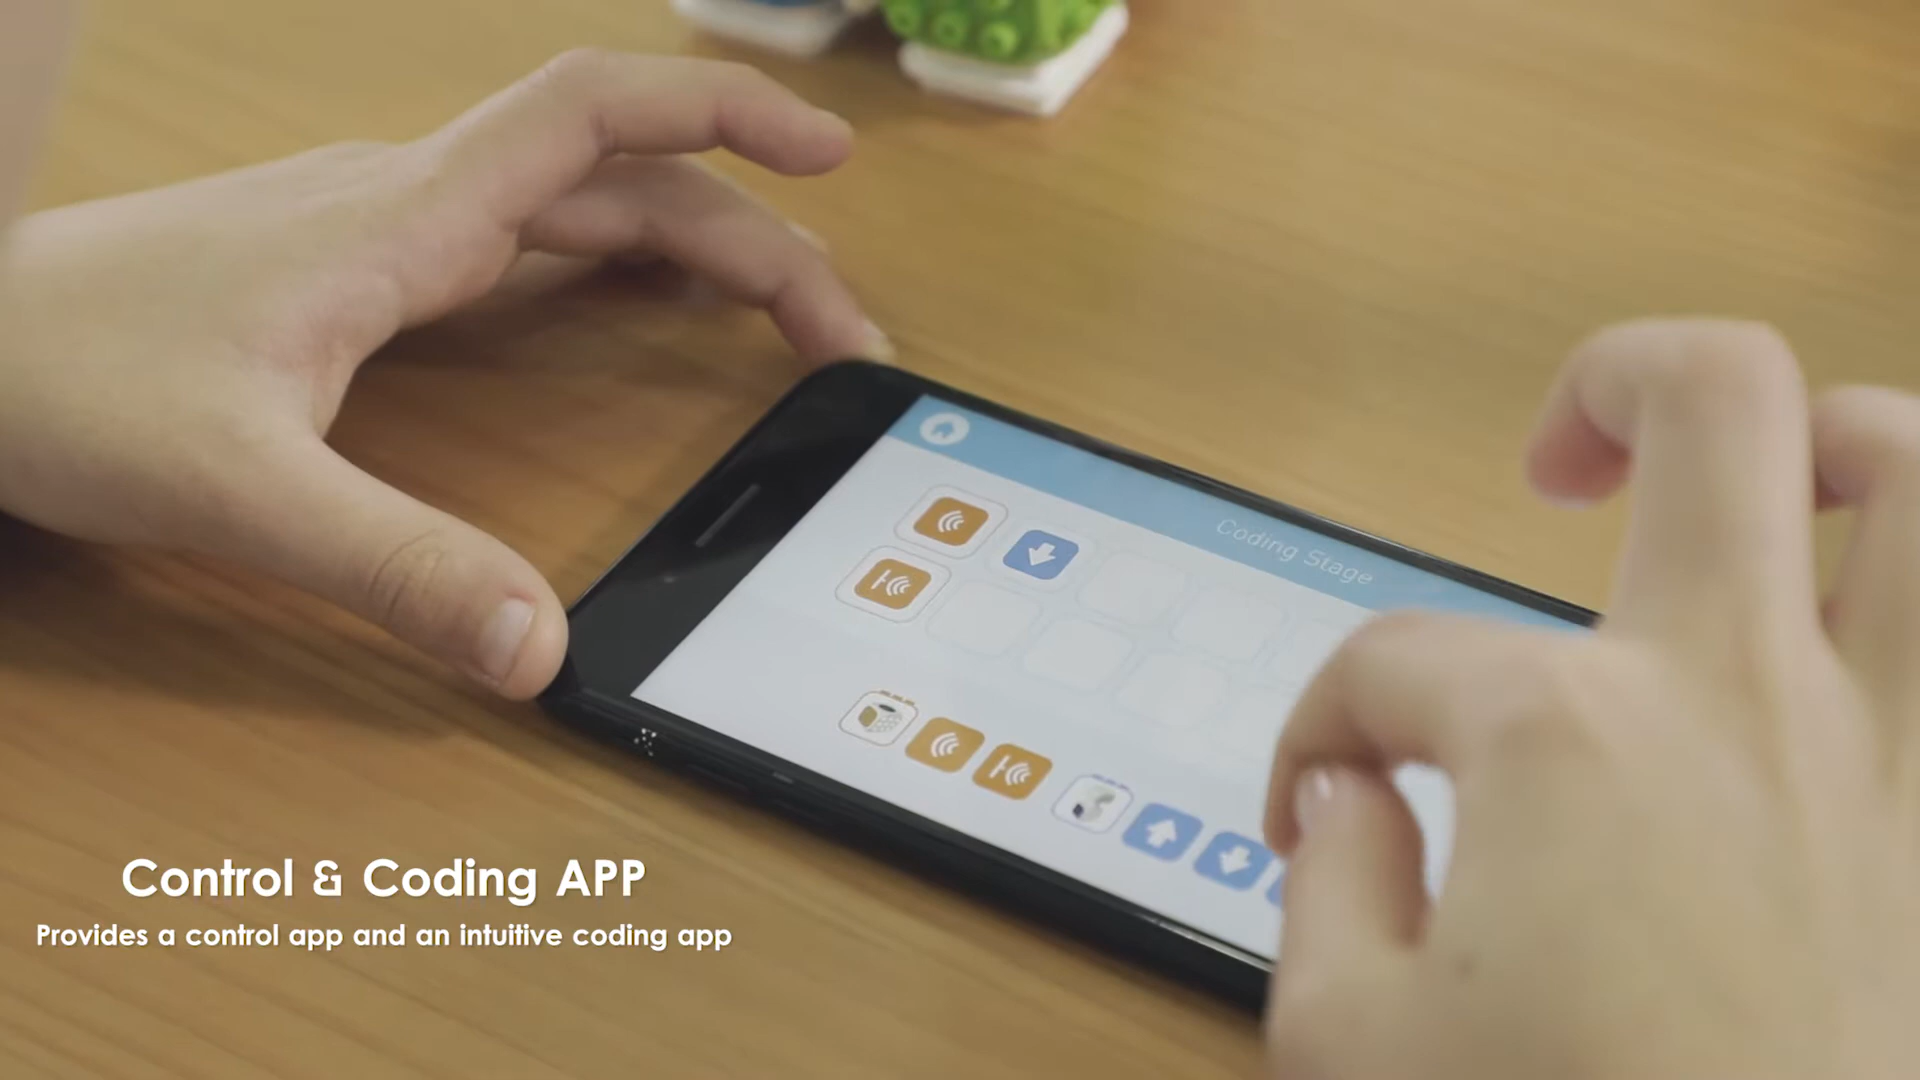 Coding Stage
Control & Coding APP
Provides a control app and an intuitive coding app